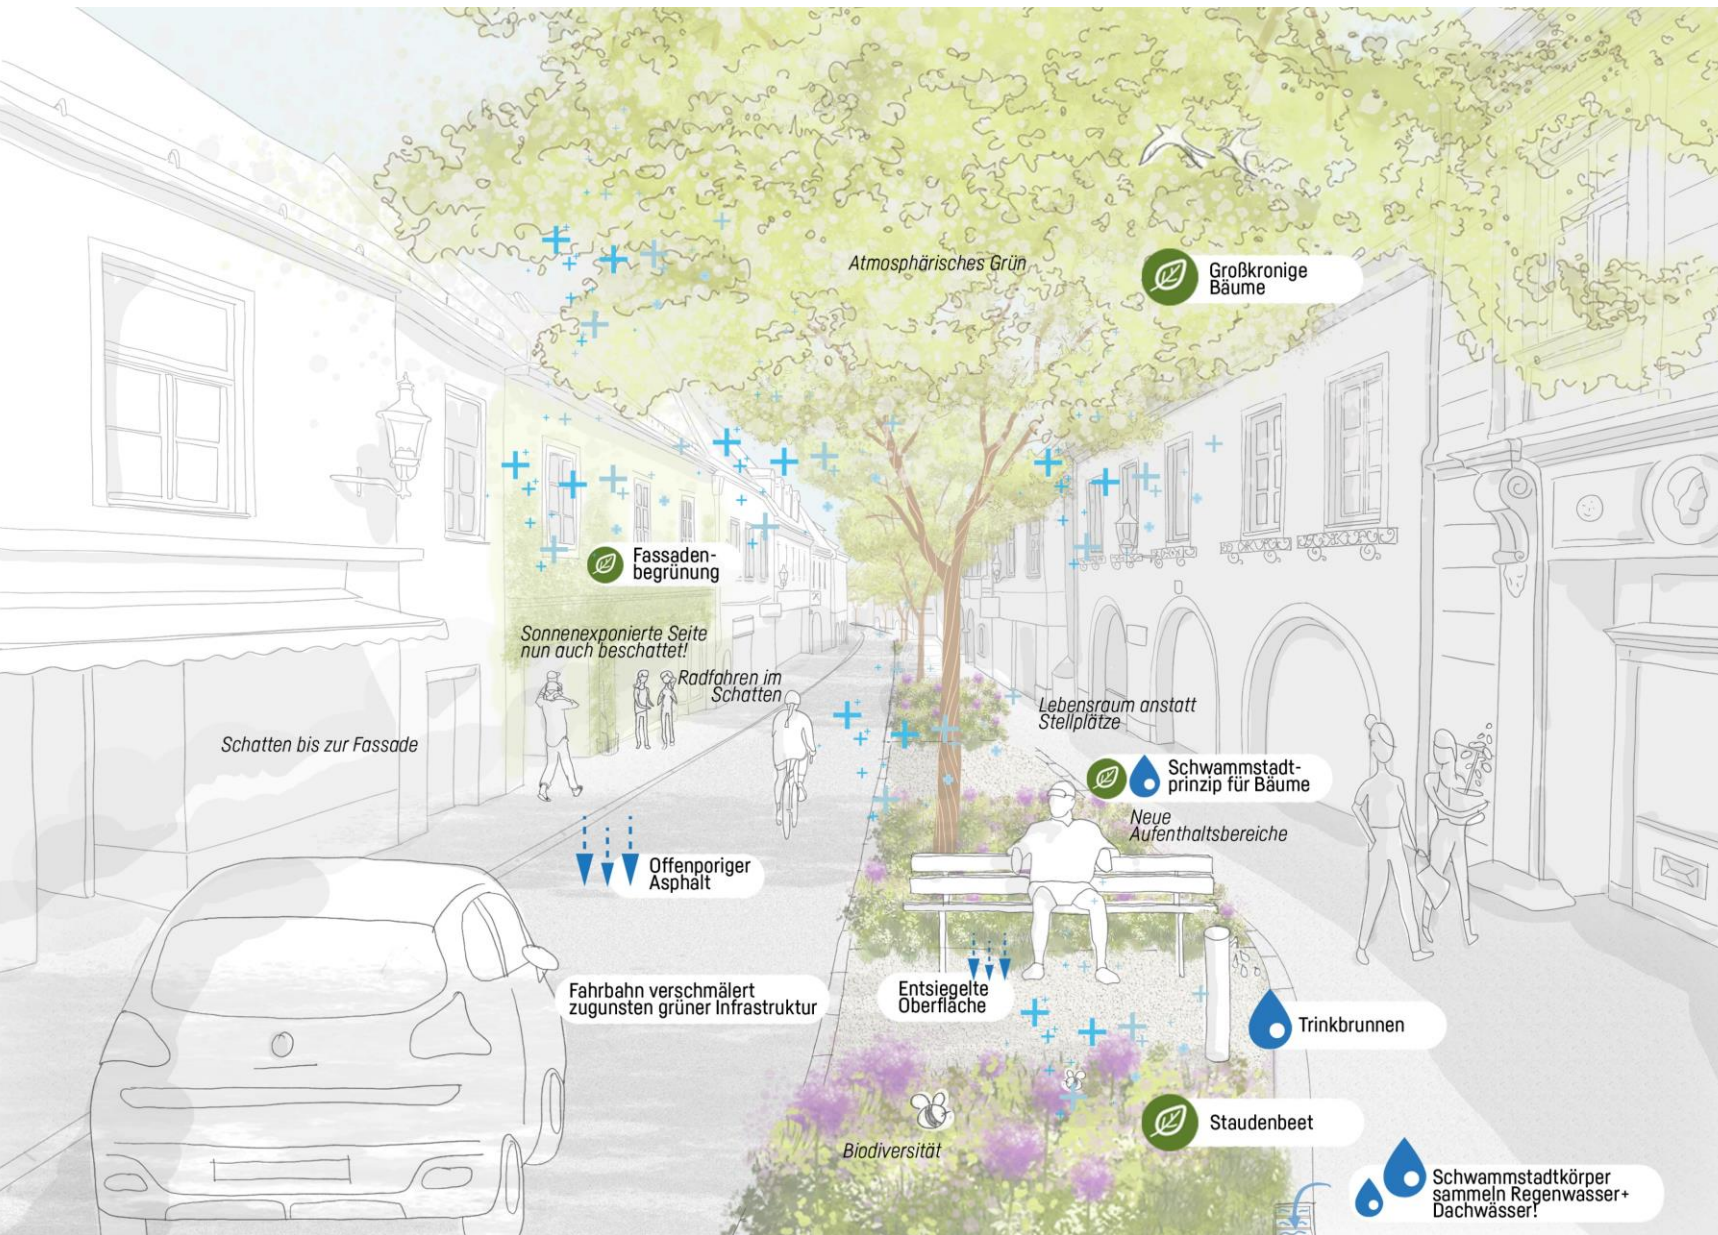 Atmosphärisches Grün
Großkronige
Bäume
Fassaden-
begrünung
Sonnenexponierte Seite
nun auch beschattet!
Radfahren im
Schatten
Schatten bis zur Fassade
Lebensraum anstatt
Stellplätze
Schwammstadt-
prinzip für Bäume
Neue
Aufenthaltsbereiche
Offenporiger
Asphalt
Fahrbahn verschmälert
zugunsten grüner Infrastruktur
Entsiegelte
Oberfläche
Trinkbrunnen
Staudenbeet
Biodiversität
Schwammstadtkörper
sammeln Regenwasser+
Dachwässer!